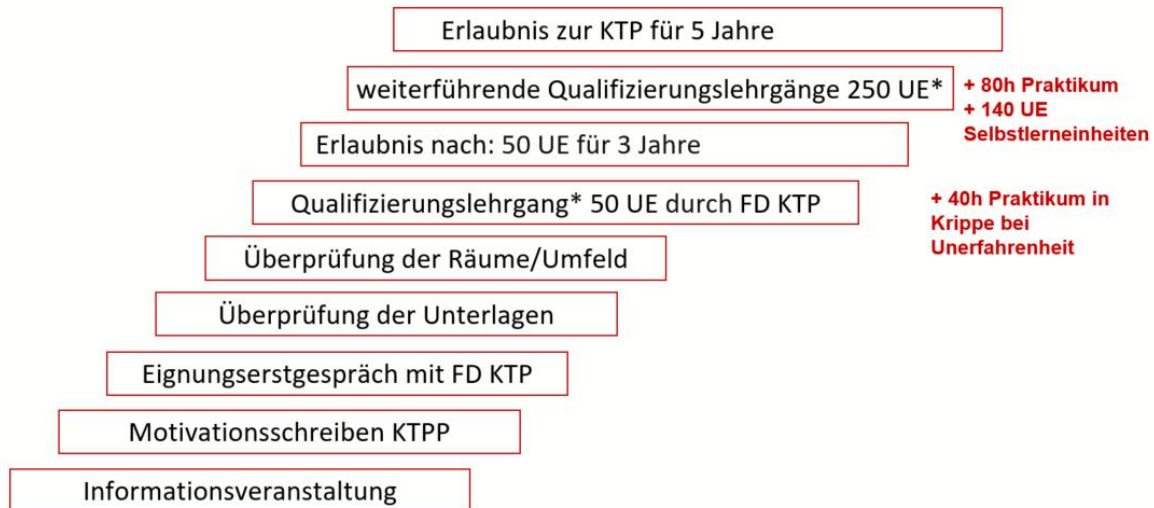 Erlaubnis zur KTP für 5 Jahre
weiterführende Qualifizierungslehrgänge 250 UE*
+ 80h Praktikum
+ 140 UE
Selbstlerneinheiten
Erlaubnis nach: 50 UE für 3 Jahre
Qualifizierungslehrgang* 50 UE durch FD KTP
+ 40h Praktikum in
Krippe bei
Unerfahrenheit
Überprüfung der Räume/Umfeld
Überprüfung der Unterlagen
Eignungserstgespräch mit FD KTP
Motivationsschreiben KTPP
Informationsveranstaltung